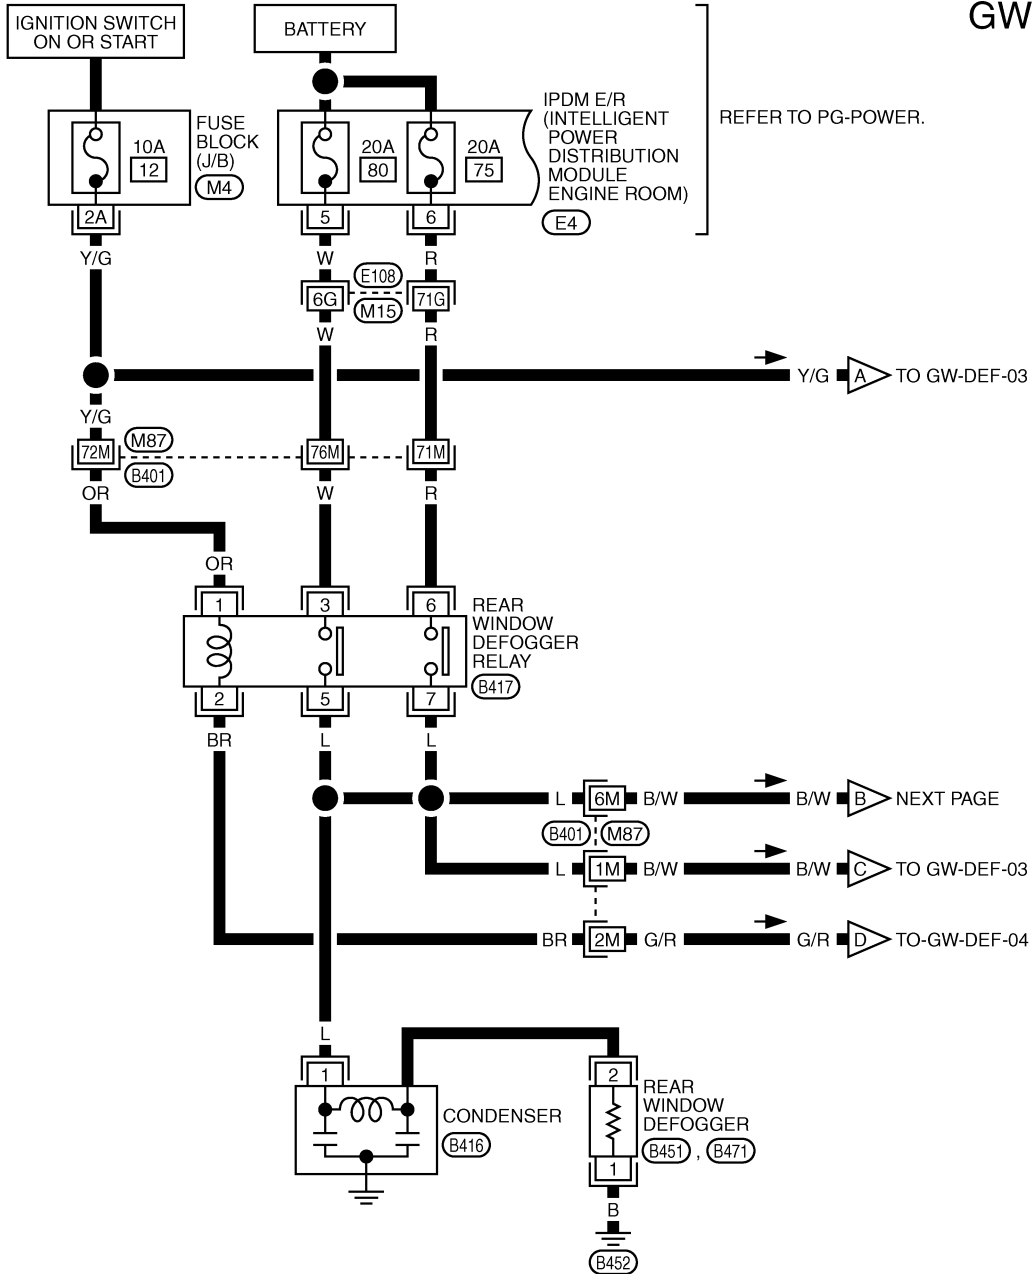 GW
IGNITION SWITCH
ON OR START
BATTERY
10A
12
FUSE
BLOCK
(J/B)
M4
20A
80
20A
75
IPDM E/R
(INTELLIGENT
POWER
DISTRIBUTION
MODULE
ENGINE ROOM)
E4
REFER TO PG-POWER.
2A
5
6
Y/G
W
R
E108
6G
71G
M15
W
R
Y/G
A
TO GW-DEF-03
Y/G
M87
72M
76M
71M
B401
OR
W
R
OR
1
3
6
REAR
WINDOW
DEFOGGER
RELAY
B417
2
5
7
BR
L
L
L
6M
B/W
B/W
B
NEXT PAGE
B401
M87
L
1M
B/W
B/W
C
TO GW-DEF-03
BR
2M
G/R
G/R
D
TO-GW-DEF-04
L
1
2
CONDENSER
B416
REAR
WINDOW
DEFOGGER
B451 , B471
1
B
B452